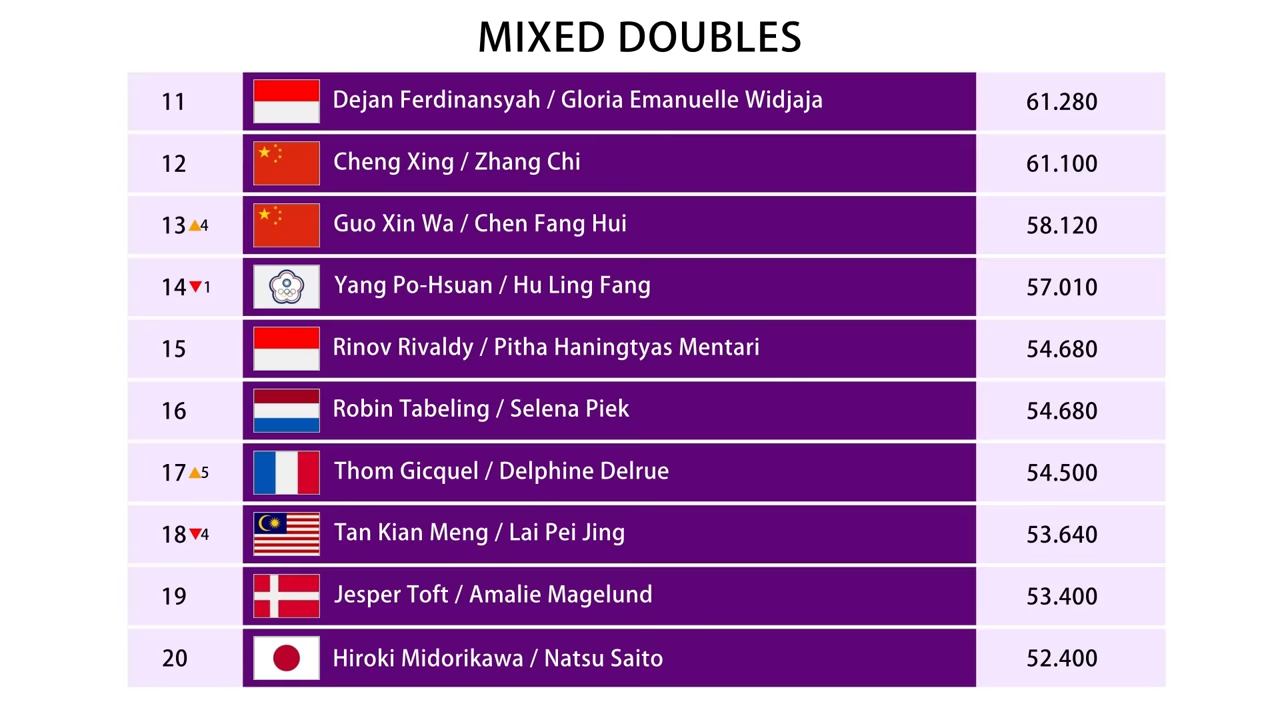 MIXED DOUBLES
11 Dejan Ferdinansyah / Gloria Emanuelle Widjaja 61.280
12 Cheng Xing / Zhang Chi 61.100
13 ▲4 Guo Xin Wa / Chen Fang Hui 58.120
14 ▼1 Yang Po-Hsuan / Hu Ling Fang 57.010
15 Rinov Rivaldy / Pitha Haningtyas Mentari 54.680
16 Robin Tabeling / Selena Piek 54.680
17 ▲5 Thom Gicquel / Delphine Delrue 54.500
18 ▼4 Tan Kian Meng / Lai Pei Jing 53.640
19 Jesper Toft / Amalie Magelund 53.400
20 Hiroki Midorikawa / Natsu Saito 52.400